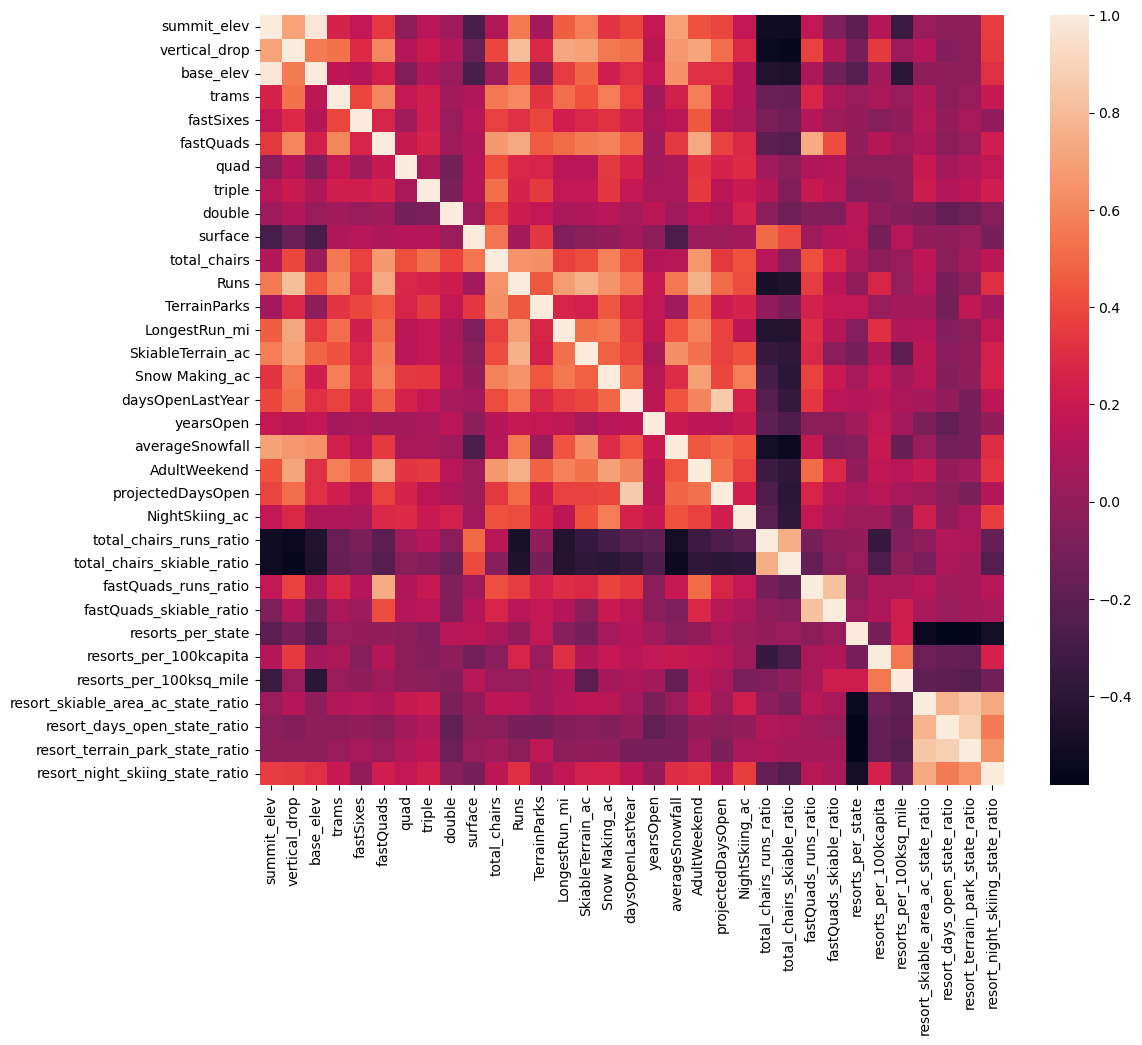 summit_elev
vertical_drop
base_elev
trams
fastSixes
fastQuads
quad
triple
double
surface
total_chairs
Runs
TerrainParks
LongestRun_mi
SkiableTerrain_ac
Snow Making_ac
daysOpenLastYear
yearsOpen
averageSnowfall
AdultWeekend
projectedDaysOpen
NightSkiing_ac
total_chairs_runs_ratio
total_chairs_skiable_ratio
fastQuads_runs_ratio
fastQuads_skiable_ratio
resorts_per_state
resorts_per_100kcapita
resorts_per_100ksq_mile
resort_skiable_area_ac_state_ratio
resort_days_open_state_ratio
resort_terrain_park_state_ratio
resort_night_skiing_state_ratio
summit_elev
vertical_drop
base_elev
trams
fastSixes
fastQuads
quad
triple
double
surface
total_chairs
Runs
TerrainParks
LongestRun_mi
SkiableTerrain_ac
Snow Making_ac
daysOpenLastYear
yearsOpen
averageSnowfall
AdultWeekend
projectedDaysOpen
NightSkiing_ac
total_chairs_runs_ratio
total_chairs_skiable_ratio
fastQuads_runs_ratio
fastQuads_skiable_ratio
resorts_per_state
resorts_per_100kcapita
resorts_per_100ksq_mile
resort_skiable_area_ac_state_ratio
resort_days_open_state_ratio
resort_terrain_park_state_ratio
resort_night_skiing_state_ratio
1.0
0.8
0.6
0.4
0.2
0.0
−0.2
−0.4